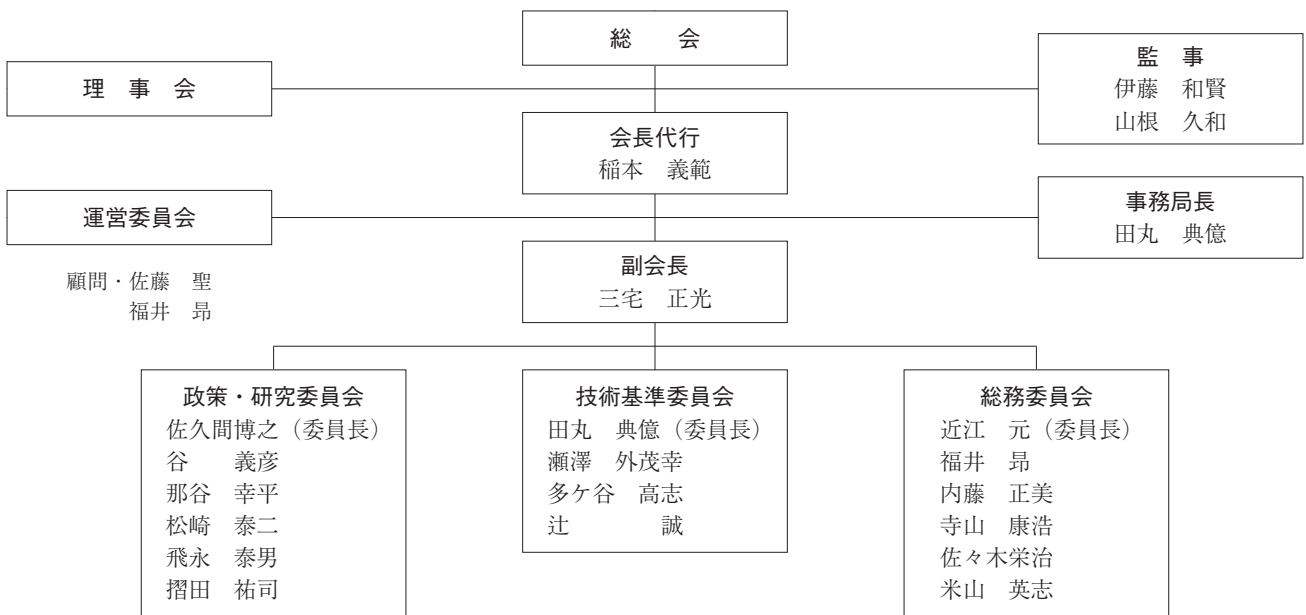 総　会
理　事　会
監　事
伊藤　和賢
山根　久和
会長代行
稲本　義範
運営委員会
顧問・佐藤　聖
福井　昂
事務局長
田丸　典億
副会長
三宅　正光
政策・研究委員会
佐久間博之（委員長）
谷　　義彦
那谷　幸平
松崎　泰二
飛永　泰男
摺田　祐司
技術基準委員会
田丸　典億（委員長）
瀬澤　外茂幸
多ケ谷　高志
辻　　　誠
総務委員会
近江　元（委員長）
福井　昂
内藤　正美
寺山　康浩
佐々木栄治
米山　英志